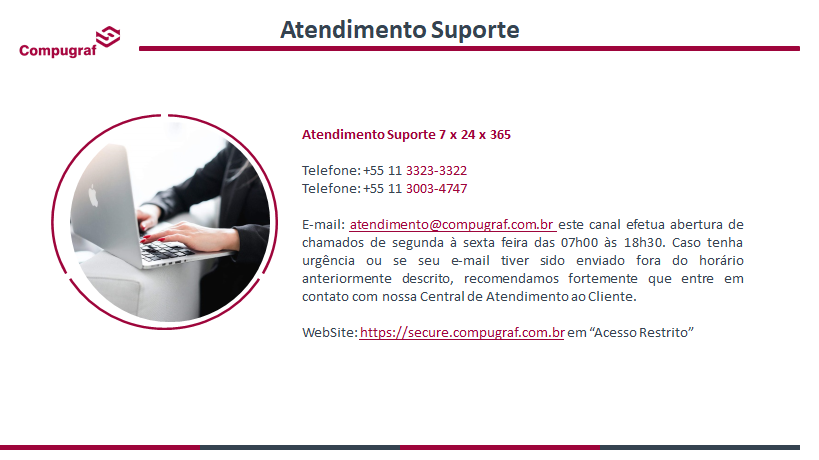 Atendimento Suporte
Compugraf
Atendimento Suporte 7 x 24 x 365
Telefone: +55 11 3323-3322
Telefone: +55 11 3003-4747
E-mail: atendimento@compugraf.com.br este canal efetua abertura de
chamados de segunda à sexta feira das 07h00 às 18h30. Caso tenha
urgência ou se seu e-mail tiver sido enviado fora do horário
anteriormente descrito, recomendamos fortemente que entre em
contato com nossa Central de Atendimento ao Cliente.
WebSite: https://secure.compugraf.com.br em “Acesso Restrito”